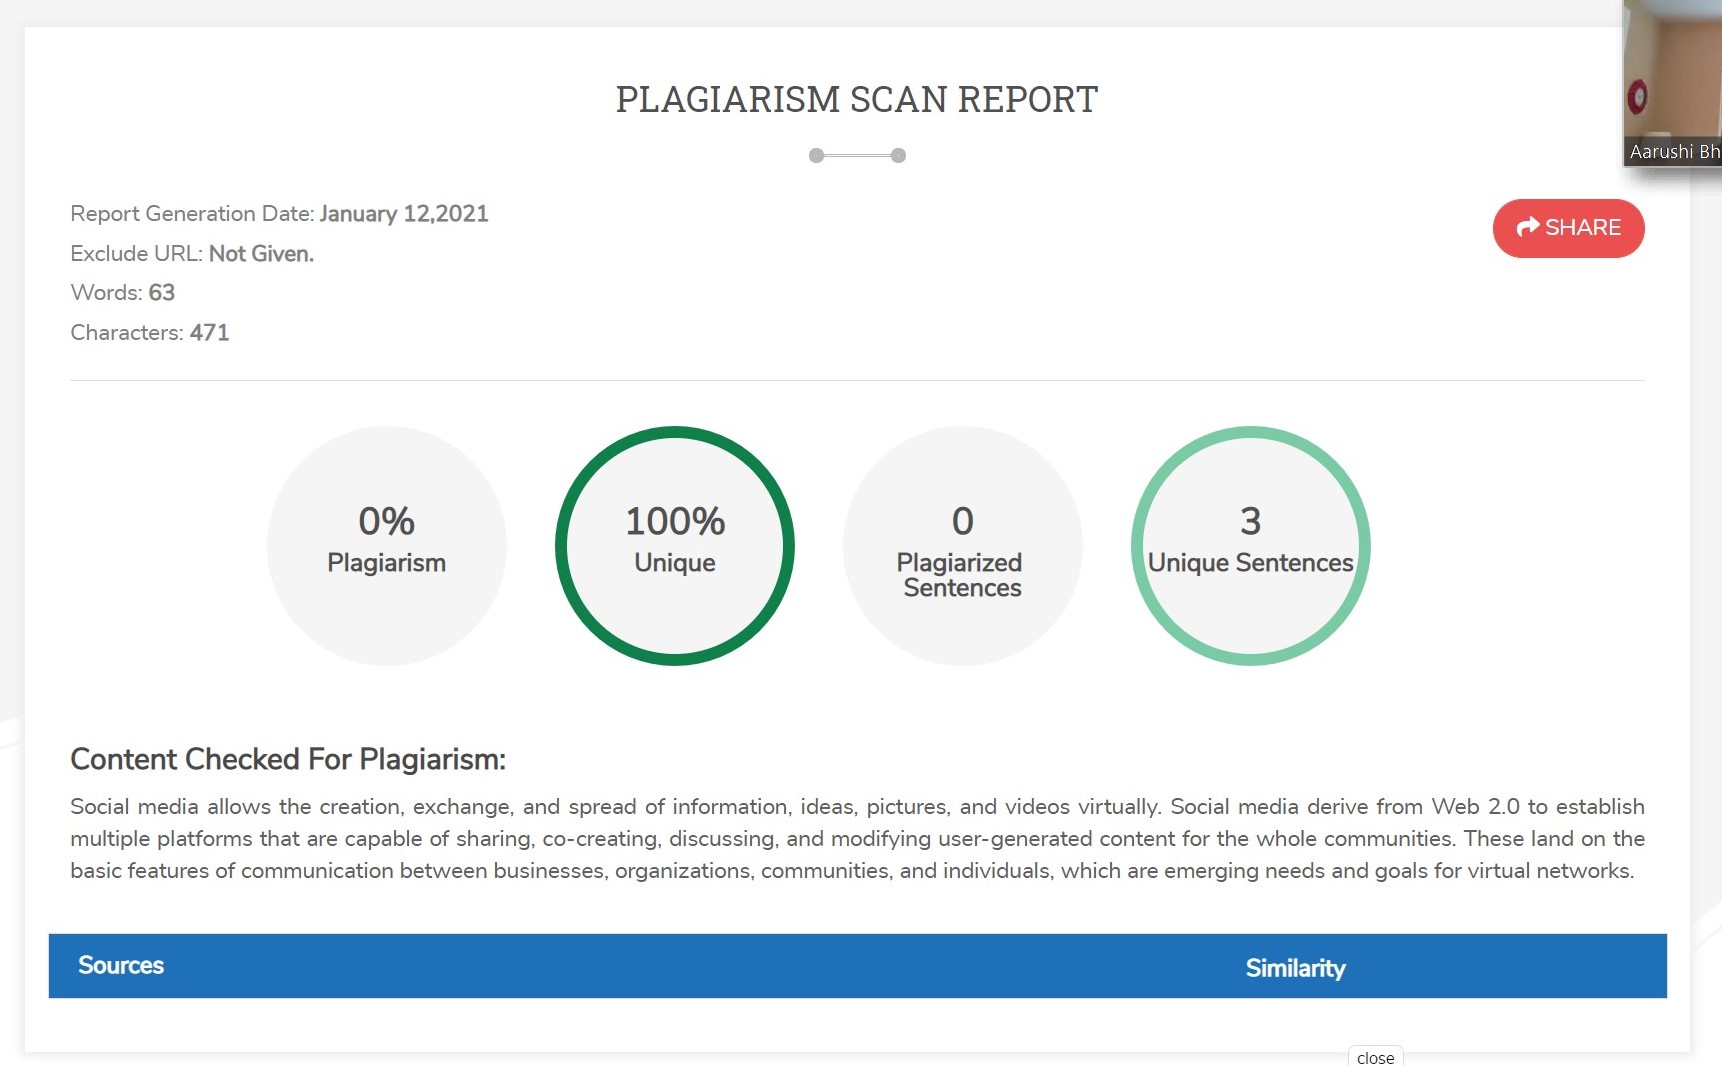 PLAGIARISM SCAN REPORT
Aarushi Bh
Report Generation Date: January 12,2021
SHARE
Exclude URL: Not Given.
Words: 63
Characters: 471
0%
Plagiarism
100%
Unique
0
Plagiarized
Sentences
3
Unique Sentences
Content Checked For Plagiarism:
Social media allows the creation, exchange, and spread of information, ideas, pictures, and videos virtually. Social media derive from Web 2.0 to establish
multiple platforms that are capable of sharing, co-creating, discussing, and modifying user-generated content for the whole communities. These land on the
basic features of communication between businesses, organizations, communities, and individuals, which are emerging needs and goals for virtual networks.
Sources Similarity
close